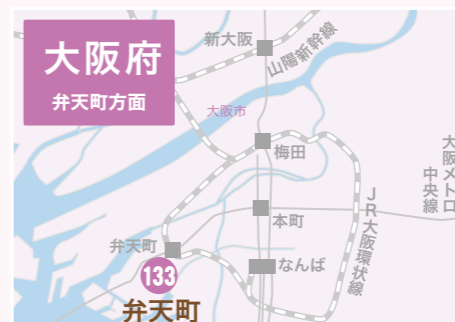 大阪府
弁天町方面
新大阪
山陽新幹線
大阪市
梅田
大阪メトロ
中央線
JR大阪環状線
本町
弁天町
なんば
133
弁天町